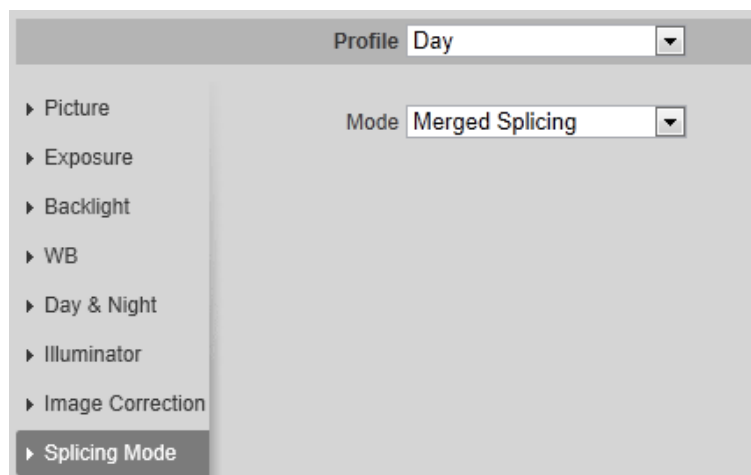 Profile Day
Picture
Mode Merged Splicing
Exposure
Backlight
WB
Day & Night
Illuminator
Image Correction
Splicing Mode